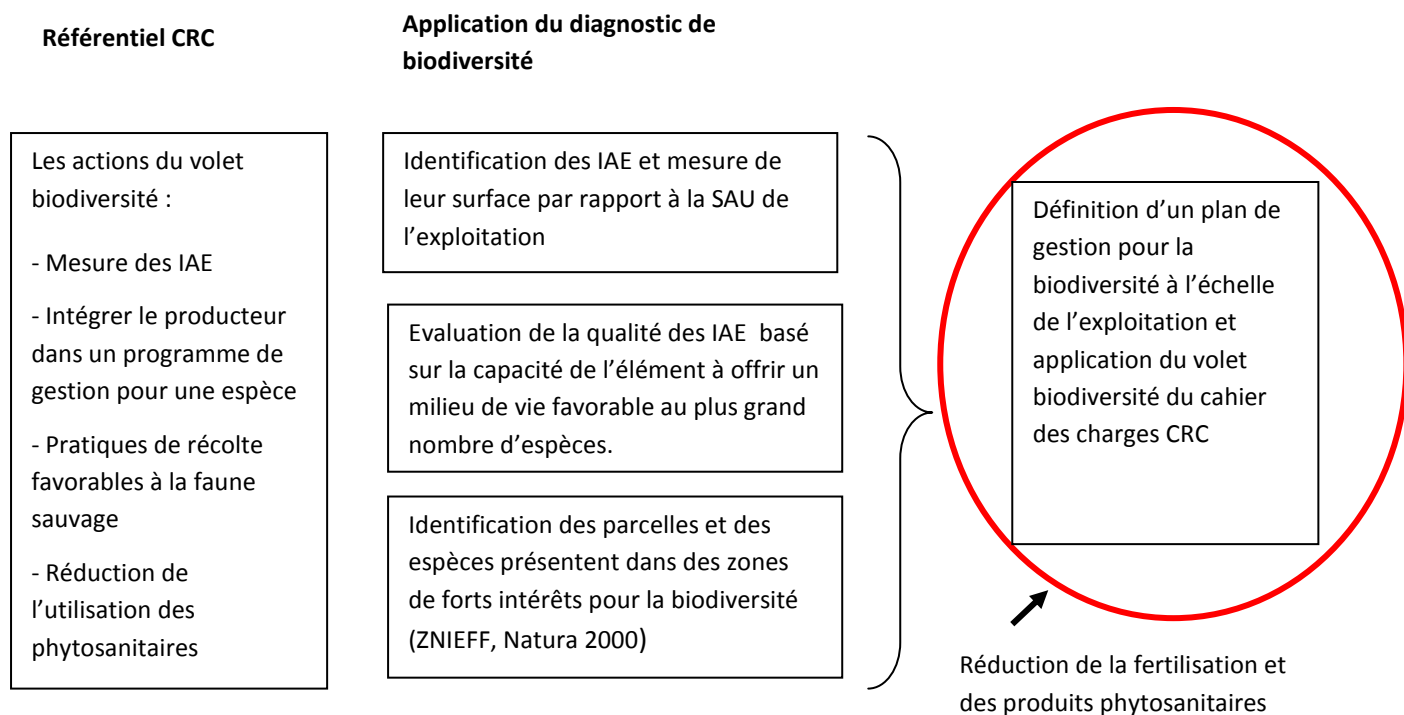 Référentiel CRC
Application du diagnostic de
biodiversité
Les actions du volet
biodiversité :
- Mesure des IAE
- Intégrer le producteur
dans un programme de
gestion pour une espèce
- Pratiques de récolte
favorables à la faune
sauvage
- Réduction de
l’utilisation des
phytosanitaires
Identification des IAE et mesure de
leur surface par rapport à la SAU de
l’exploitation
Evaluation de la qualité des IAE basé
sur la capacité de l’élément à offrir un
milieu de vie favorable au plus grand
nombre d’espèces.
Identification des parcelles et des
espèces présentent dans des zones
de forts intérêts pour la biodiversité
(ZNIEFF, Natura 2000)
Définition d’un plan de
gestion pour la
biodiversité à l’échelle
de l’exploitation et
application du volet
biodiversité du cahier
des charges CRC
Réduction de la fertilisation et
des produits phytosanitaires